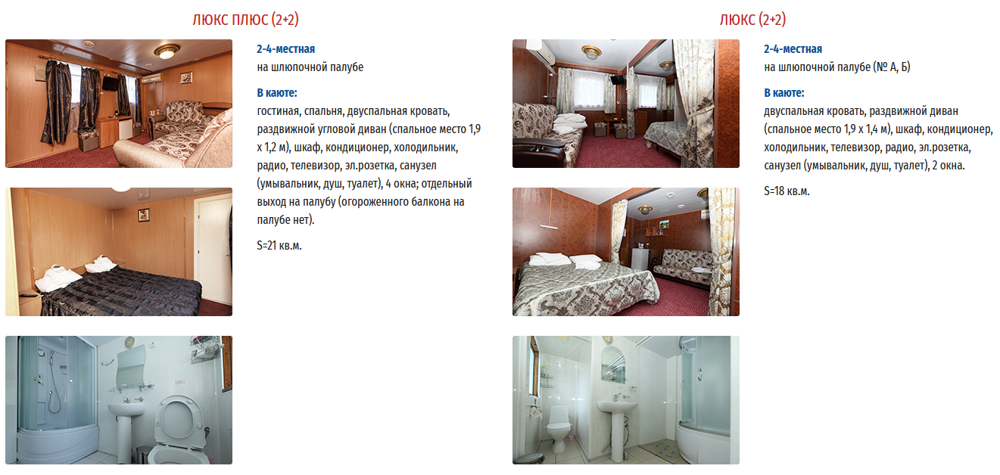 ЛЮКС ПЛЮС (2+2)
2-4-местная
на шлюпочной палубе
В каюте:
гостиная, спальня, двуспальная кровать,
раздвижной угловой диван (спальное место 1,9
х 1,2 м), шкаф, кондиционер, холодильник,
радио, телевизор, эл.розетка, санузел
(умывальник, душ, туалет), 4 окна; отдельный
выход на палубу (огороженного балкона на
палубе нет).
S=21 кв.м.
ЛЮКС (2+2)
2-4-местная
на шлюпочной палубе (№ А, Б)
В каюте:
двуспальная кровать, раздвижной диван
(спальное место 1,9 х 1,4 м), шкаф, кондиционер,
холодильник, телевизор, радио, эл.розетка,
санузел (умывальник, душ, туалет), 2 окна.
S=18 кв.м.